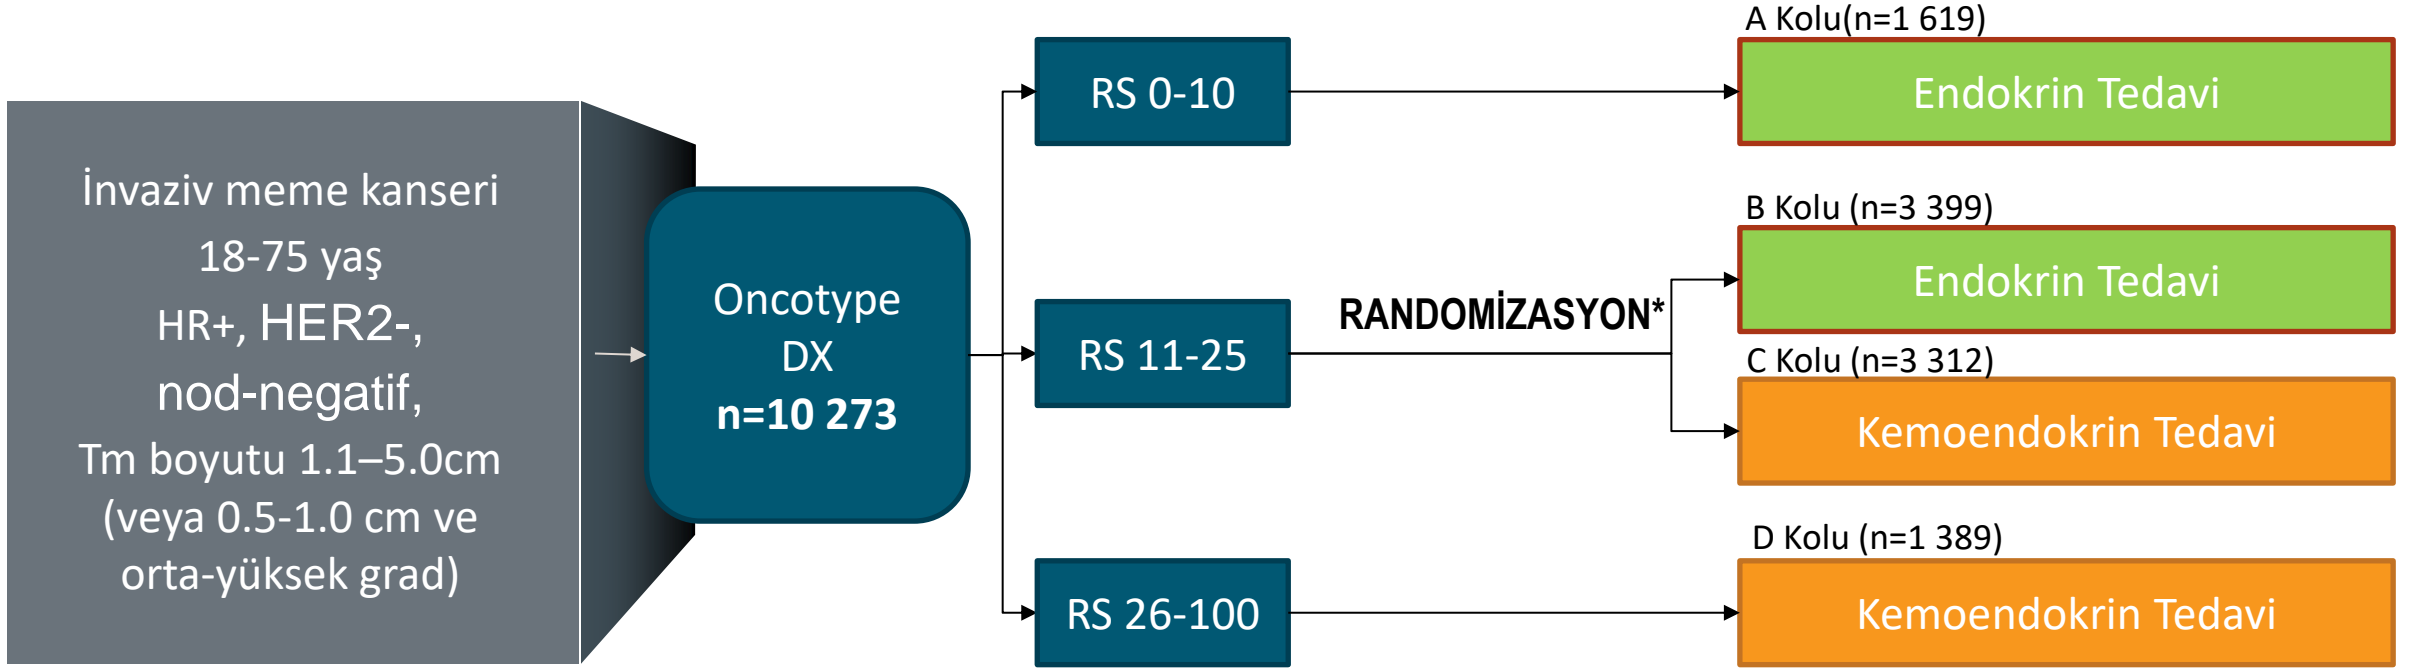 İnvaziv meme kanseri
18-75 yaş
HR+, HER2-,
nod-negatif,
Tm boyutu 1.1–5.0cm
(veya 0.5-1.0 cm ve
orta-yüksek grad)
Oncotype
DX
n=10 273
RS 0-10
RS 11-25
RS 26-100
RANDOMİZASYON*
A Kolu(n=1 619)
Endokrin Tedavi
B Kolu (n=3 399)
Endokrin Tedavi
C Kolu (n=3 312)
Kemoendokrin Tedavi
D Kolu (n=1 389)
Kemoendokrin Tedavi